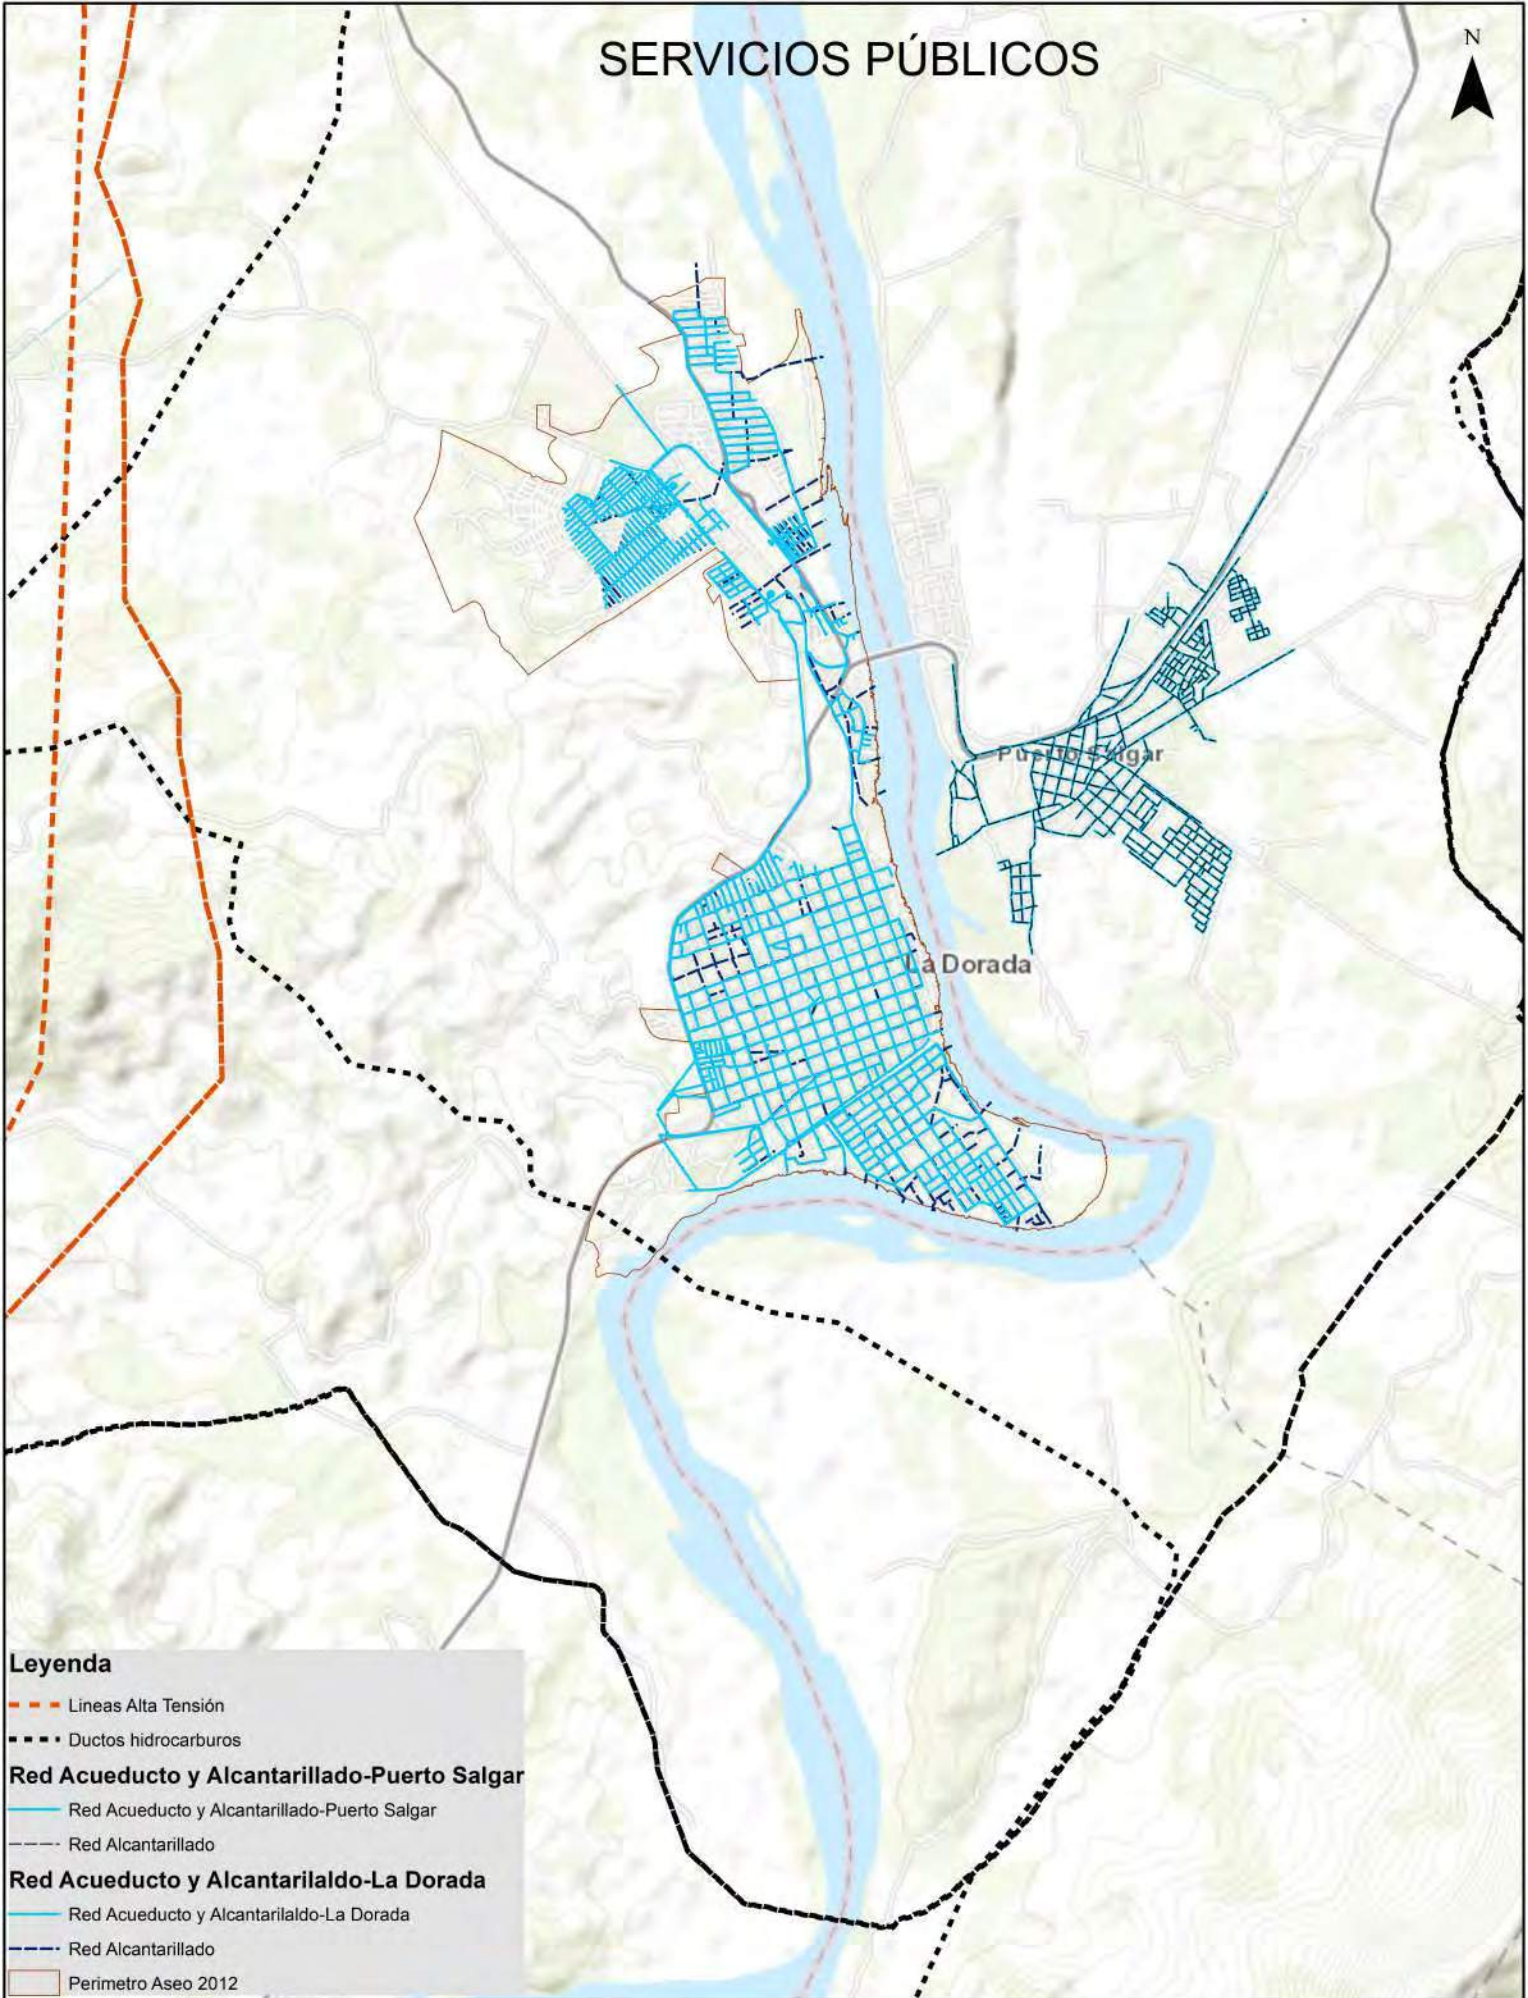 SERVICIOS PÚBLICOS
N
Puerto Salgar
La Dorada
Leyenda
Lineas Alta Tensión
Ductos hidrocarburos
Red Acueducto y Alcantarillado-Puerto Salgar
Red Acueducto y Alcantarillado-Puerto Salgar
Red Alcantarillado
Red Acueducto y Alcantarilaldo-La Dorada
Red Acueducto y Alcantarilaldo-La Dorada
Red Alcantarillado
Perimetro Aseo 2012